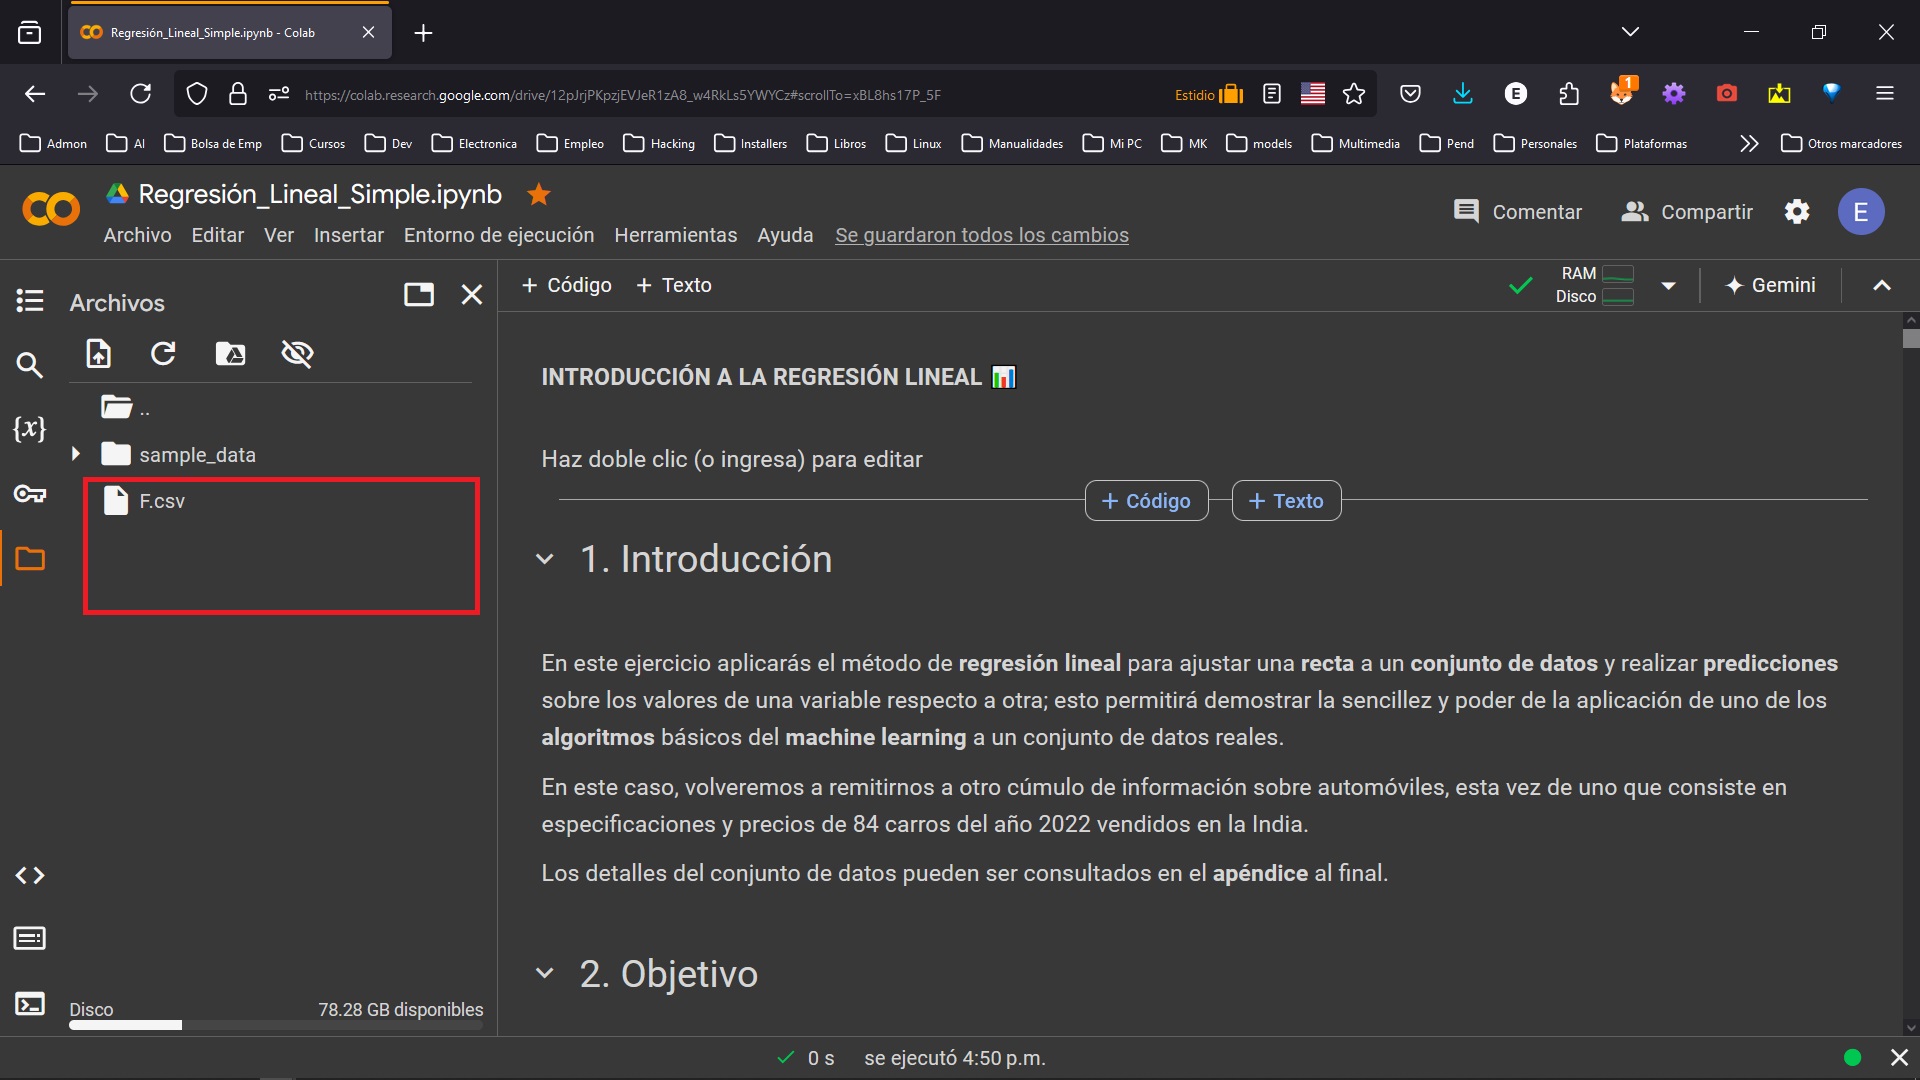 Regresión_Lineal_Simple.ipynb - Colab
https://colab.research.google.com/drive/12pJrjPKpzjEVJeR1zA8_w4RkLs5YWYCz#scrollTo=xBL8hs17P_5F
Estidio
E
1
Admon
AI
Bolsa de Emp
Cursos
Dev
Electronica
Empleo
Hacking
Installers
Libros
Linux
Manualidades
Mi PC
MK
models
Multimedia
Pend
Personales
Plataformas
Otros marcadores
Regresión_Lineal_Simple.ipynb
Archivo Editar Ver Insertar Entorno de ejecución Herramientas Ayuda Se guardaron todos los cambios
Comentar
Compartir
E
Archivos
+ Código + Texto
RAM
Disco
Gemini
..
sample_data
F.csv
{x}
Disco 78.28 GB disponibles
INTRODUCCIÓN A LA REGRESIÓN LINEAL 📊
Haz doble clic (o ingresa) para editar
+ Código + Texto
1. Introducción
En este ejercicio aplicarás el método de regresión lineal para ajustar una recta a un conjunto de datos y realizar predicciones
sobre los valores de una variable respecto a otra; esto permitirá demostrar la sencillez y poder de la aplicación de uno de los
algoritmos básicos del machine learning a un conjunto de datos reales.
En este caso, volveremos a remitirnos a otro cúmulo de información sobre automóviles, esta vez de uno que consiste en
especificaciones y precios de 84 carros del año 2022 vendidos en la India.
Los detalles del conjunto de datos pueden ser consultados en el apéndice al final.
2. Objetivo
0 s se ejecutó 4:50 p.m.